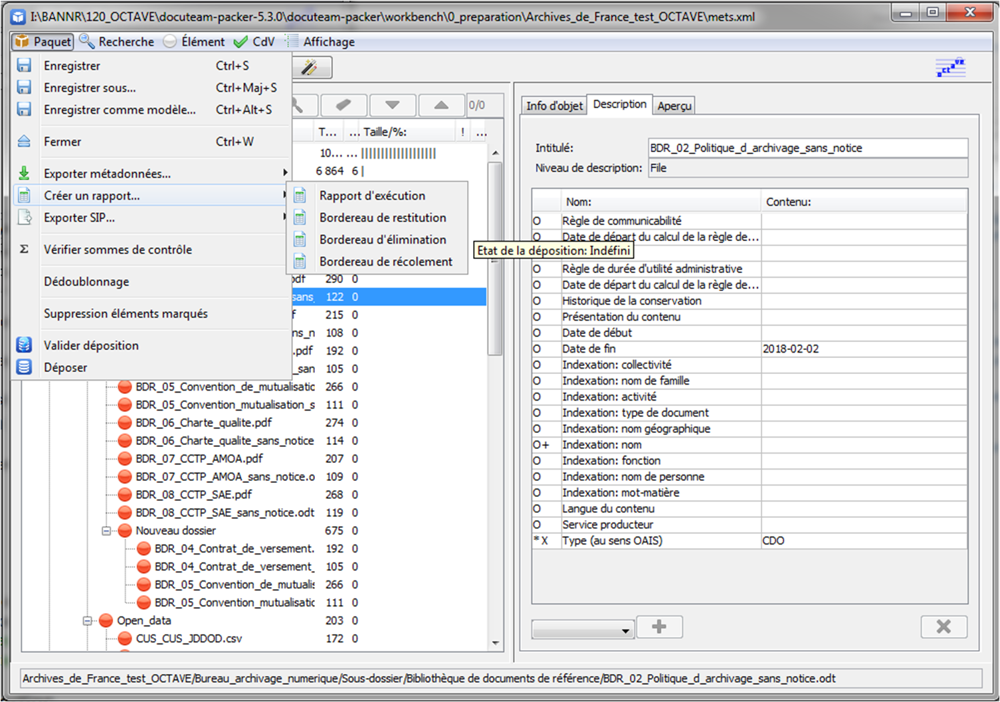 I:\BANNR\120_OCTAVE\docuteam-packer-5.3.0\docuteam-packer\workbench\0_preparation\Archives_de_France_test_OCTAVE\mets.xml
Paquet Recherche Élément CdV Affichage
Enregistrer Ctrl+S
Enregistrer sous... Ctrl+Maj+S
Enregistrer comme modèle... Ctrl+Alt+S
Fermer Ctrl+W
Exporter métadonnées...
Créer un rapport...
Exporter SIP...
Σ Vérifier sommes de contrôle
Dédoublonnage
Suppression éléments marqués
Valider déposition
Déposer
Rapport d'exécution
Bordereau de restitution
Bordereau d'élimination
Bordereau de récolement
Etat de la déposition: Indéfini
octave
0/0
T... ... Taille/%: ! ...
10... ...
6 864 6
pdf 290 0
sans_ 122 0
f 215 0
ns_n 108 0
.pdf 192 0
_san 105 0
BDR_05_Convention_de_mutualisatio 266 0
BDR_05_Convention_mutualisation_s 111 0
BDR_06_Charte_qualite.pdf 274 0
BDR_06_Charte_qualite_sans_notice 114 0
BDR_07_CCTP_AMOA.pdf 207 0
BDR_07_CCTP_AMOA_sans_notice.o 109 0
BDR_08_CCTP_SAE.pdf 268 0
BDR_08_CCTP_SAE_sans_notice.odt 119 0
Nouveau dossier 675 0
BDR_04_Contrat_de_versement. 192 0
BDR_04_Contrat_de_versement_ 105 0
BDR_05_Convention_de_mutualis 266 0
BDR_05_Convention_mutualisatio 111 0
Open_data 203 0
CUS_CUS_JDDOD.csv 172 0
Info d'objet Description Aperçu
Intitulé: BDR_02_Politique_d_archivage_sans_notice
Niveau de description: File
Nom: Contenu:
O Règle de communicabilité
O Date de départ du calcul de la règle de...
O Règle de durée d'utilité administrative
O Date de départ du calcul de la règle de...
O Historique de la conservation
O Présentation du contenu
O Date de début
O Date de fin 2018-02-02
O Indexation: collectivité
O Indexation: nom de famille
O Indexation: activité
O Indexation: type de document
O Indexation: nom géographique
O+ Indexation: nom
O Indexation: fonction
O Indexation: nom de personne
O Indexation: mot-matière
O Langue du contenu
O Service producteur
*X Type (au sens OAIS) CDO
Archives_de_France_test_OCTAVE/Bureau_archivage_numerique/Sous-dossier/Bibliothèque de documents de référence/BDR_02_Politique_d_archivage_sans_notice.odt